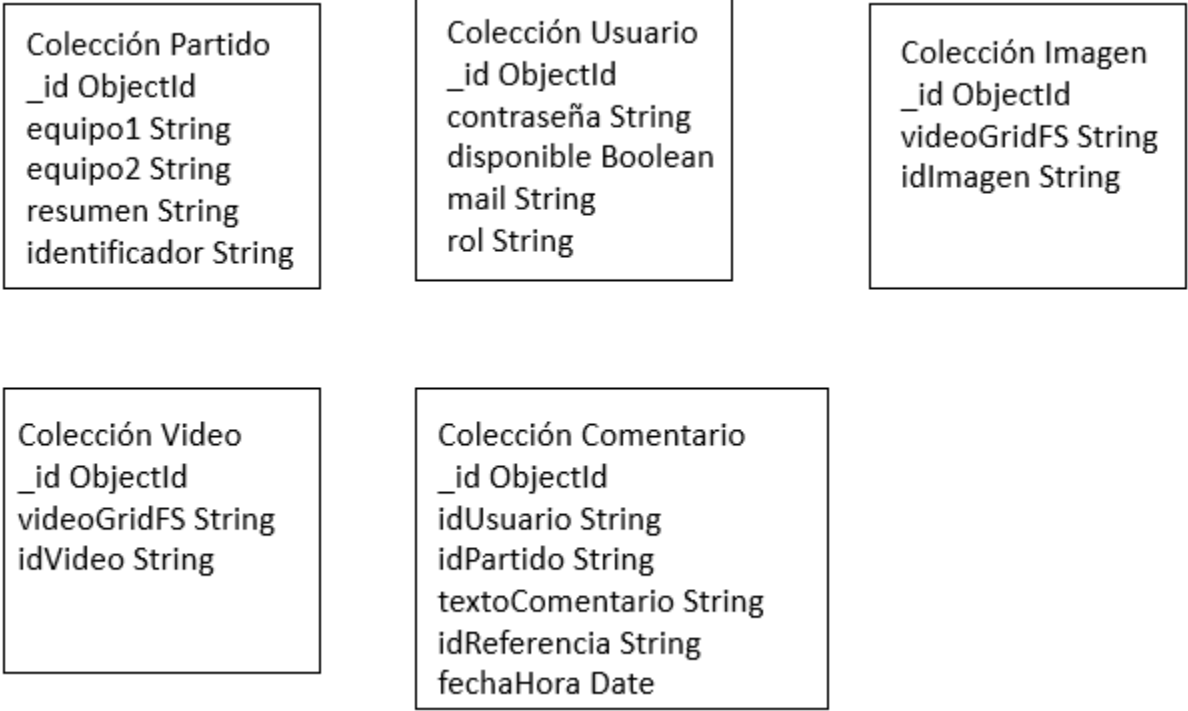 Colección Partido
_id ObjectId
equipo1 String
equipo2 String
resumen String
identificador String
Colección Usuario
_id ObjectId
contraseña String
disponible Boolean
mail String
rol String
Colección Imagen
_id ObjectId
videoGridFS String
idImagen String
Colección Video
_id ObjectId
videoGridFS String
idVideo String
Colección Comentario
_id ObjectId
idUsuario String
idPartido String
textoComentario String
idReferencia String
fechaHora Date